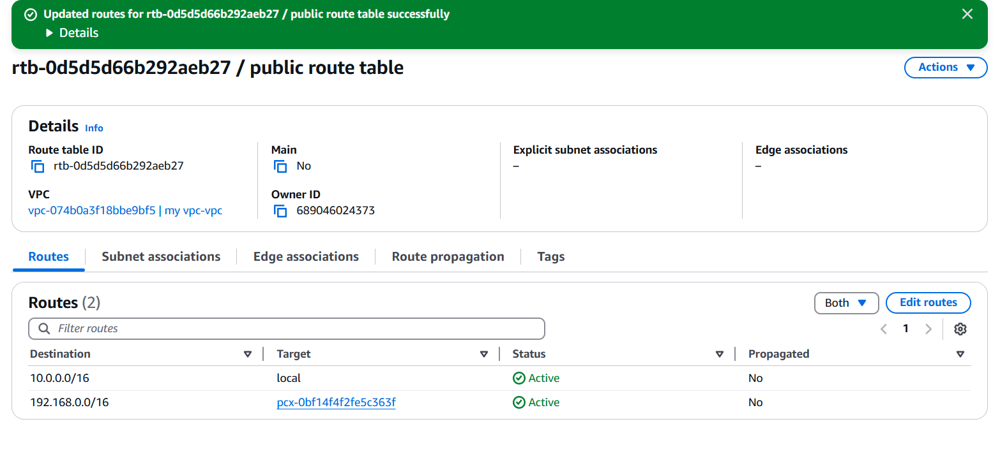 Updated routes for rtb-0d5d5d66b292aeb27 / public route table successfully
Details
rtb-0d5d5d66b292aeb27 / public route table
Actions
Details Info
Route table ID
rtb-0d5d5d66b292aeb27
Main
No
Explicit subnet associations
–
Edge associations
–
VPC
vpc-074b0a3f18bbe9bf5 | my vpc-vpc
Owner ID
689046024373
Routes Subnet associations Edge associations Route propagation Tags
Routes (2)
Both Edit routes
Filter routes
1
Destination Target Status Propagated
10.0.0.0/16 local Active No
192.168.0.0/16 pcx-0bf14f4f2fe5c363f Active No